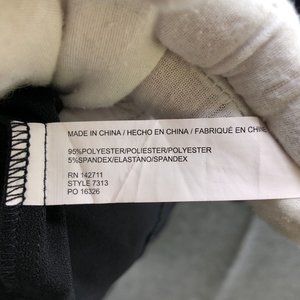 MADE IN CHINA / HECHO EN CHINA / FABRIQUÉ EN CHINE
95%POLYESTER/POLIESTER/POLYESTER
5%SPANDEX/ELASTANO/SPANDEX
RN 142711
STYLE 7313
PO 16326